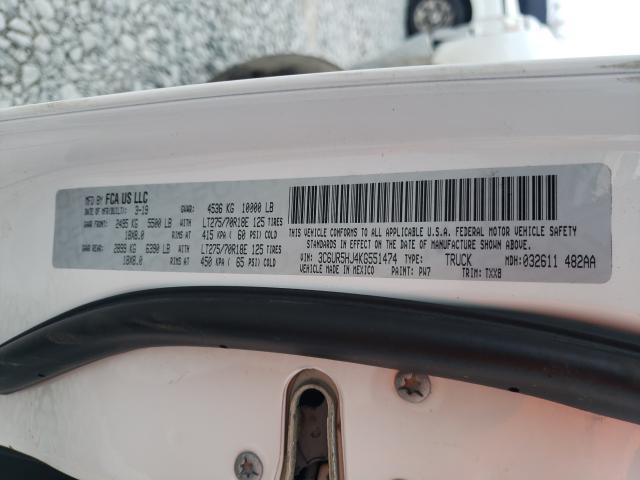 MFD BY FCA US LLC
DATE OF MFR(BUILT): 3-19 GVWR: 4536 KG 10000 LB
GAWR FRONT: 2495 KG 5500 LB WITH LT275/70R18E 125 TIRES
18X8.0 RIMS AT 415 KPA ( 60 PSI) COLD
GAWR REAR: 2899 KG 6390 LB WITH LT275/70R18E 125 TIRES
18X8.0 RIMS AT 450 KPA ( 65 PSI) COLD
THIS VEHICLE CONFORMS TO ALL APPLICABLE U.S.A. FEDERAL MOTOR VEHICLE SAFETY
STANDARDS IN EFFECT ON THE DATE OF MANUFACTURE SHOWN ABOVE.
VIN: 3C6UR5HJ4KG551474 TYPE: TRUCK MDH: 032611 482AA
VEHICLE MADE IN MEXICO PAINT: PW7 TRIM: TXX8